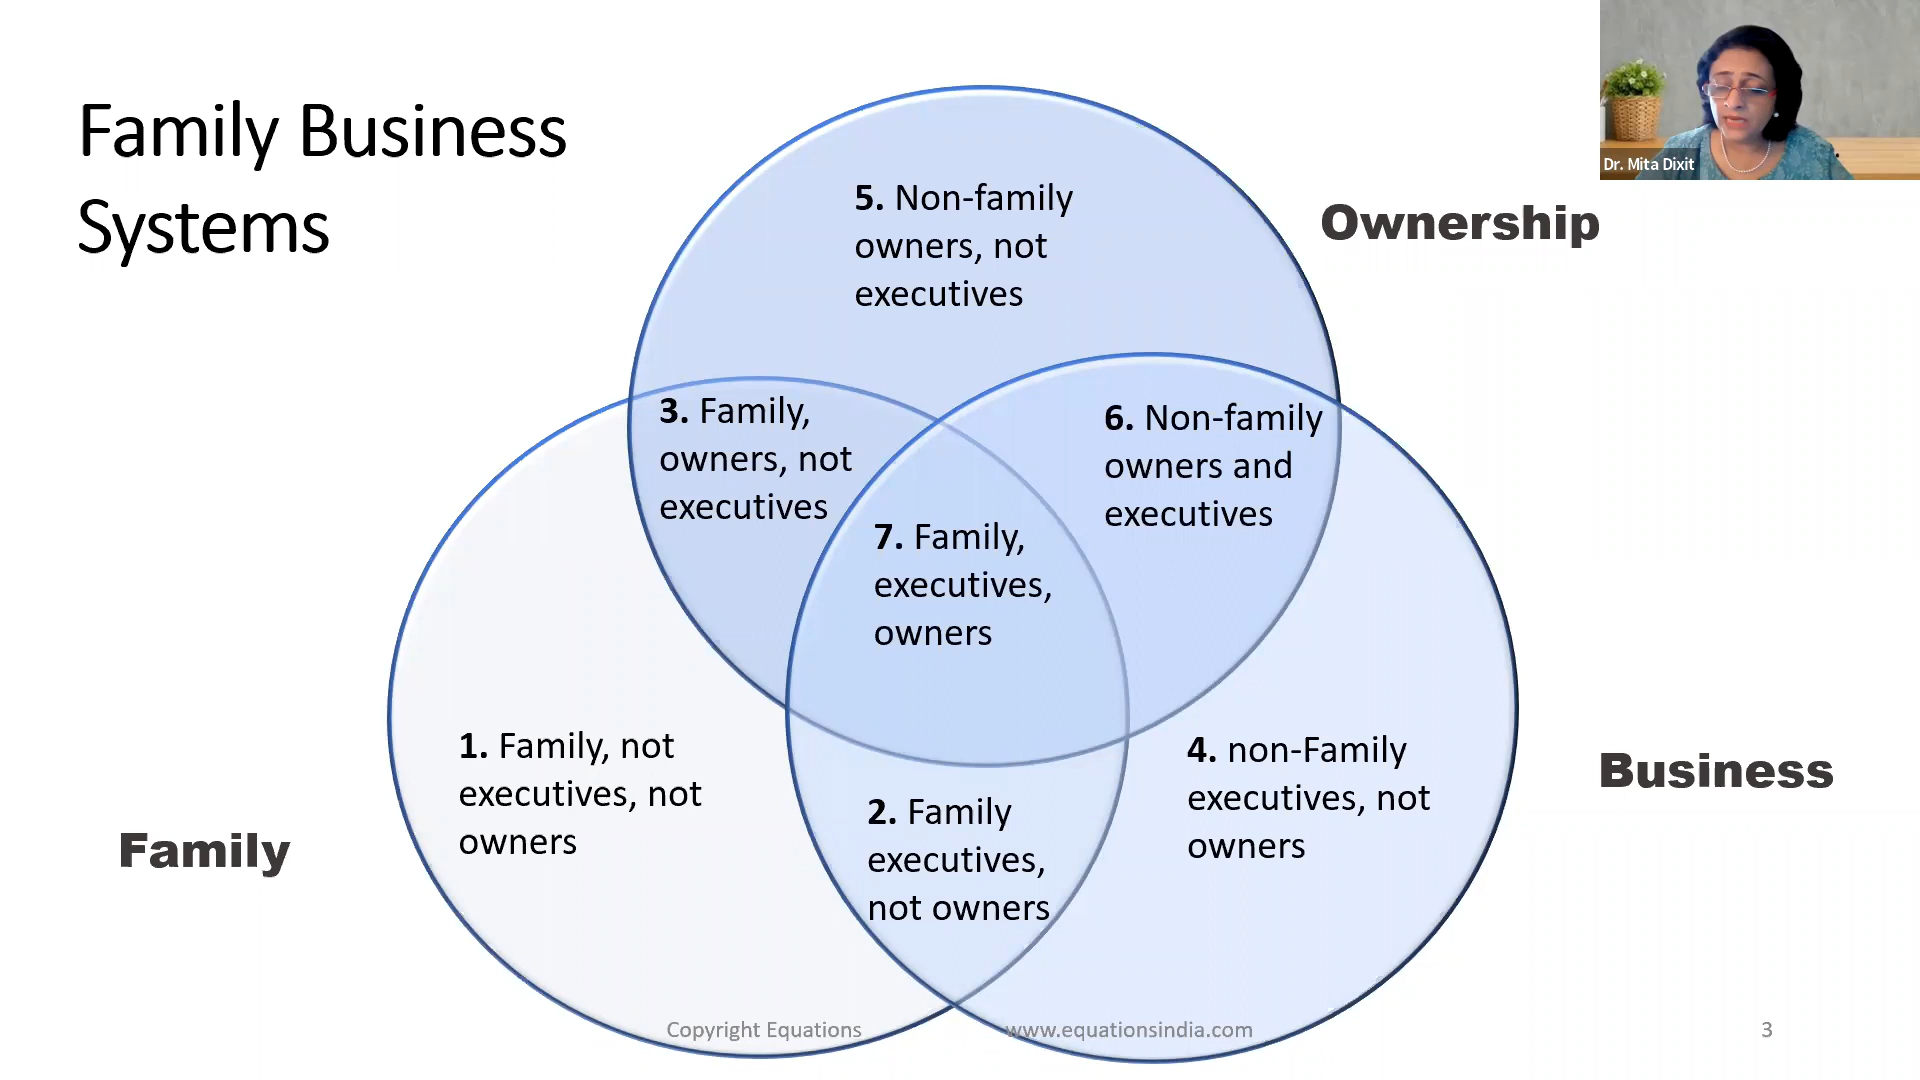 Family Business
Systems
Dr. Mita Dixit
Ownership
5. Non-family
owners, not
executives
3. Family,
owners, not
executives
6. Non-family
owners and
executives
7. Family,
executives,
owners
1. Family, not
executives, not
owners
2. Family
executives,
not owners
4. non-Family
executives, not
owners
Business
Family
Copyright Equations
www.equationsindia.com
3